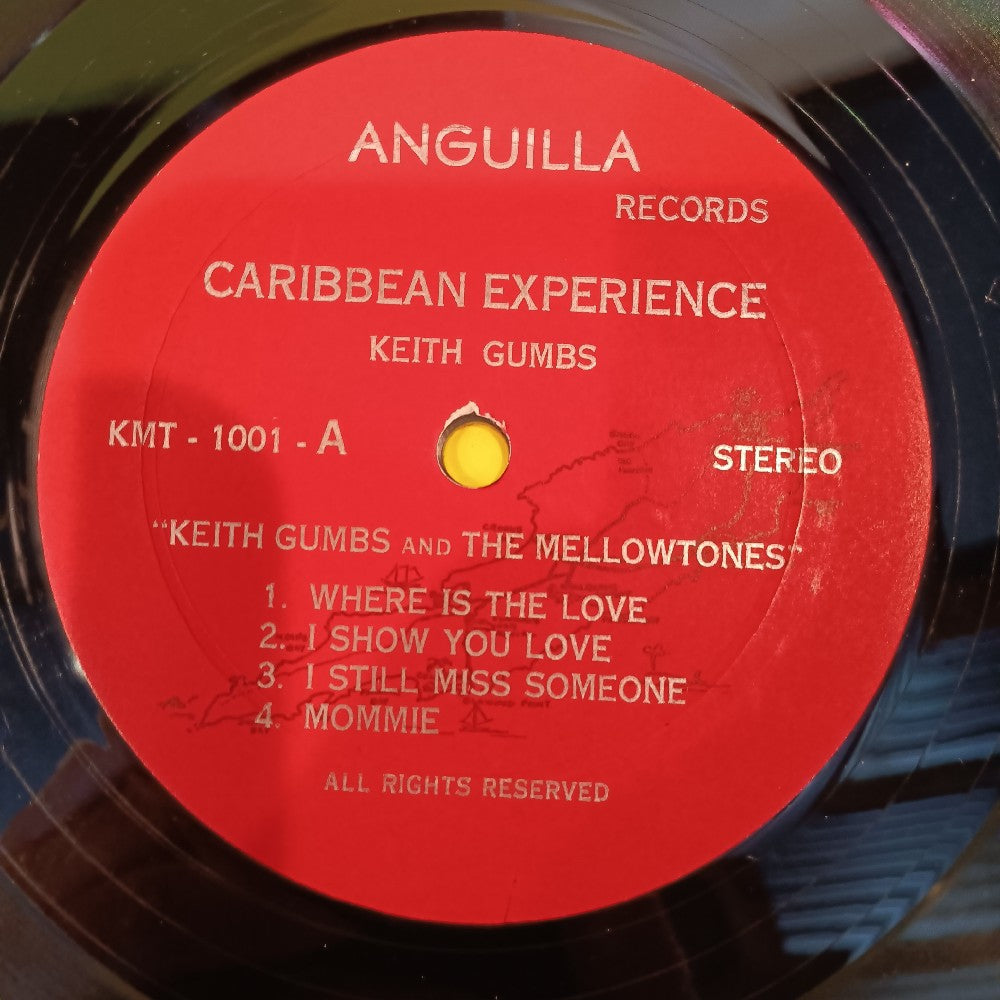 ANGUILLA
RECORDS
CARIBBEAN EXPERIENCE
KEITH GUMBS
KMT - 1001 - A
STEREO
"KEITH GUMBS AND THE MELLOWTONES"
1. WHERE IS THE LOVE
2. I SHOW YOU LOVE
3. I STILL MISS SOMEONE
4. MOMMIE
ALL RIGHTS RESERVED